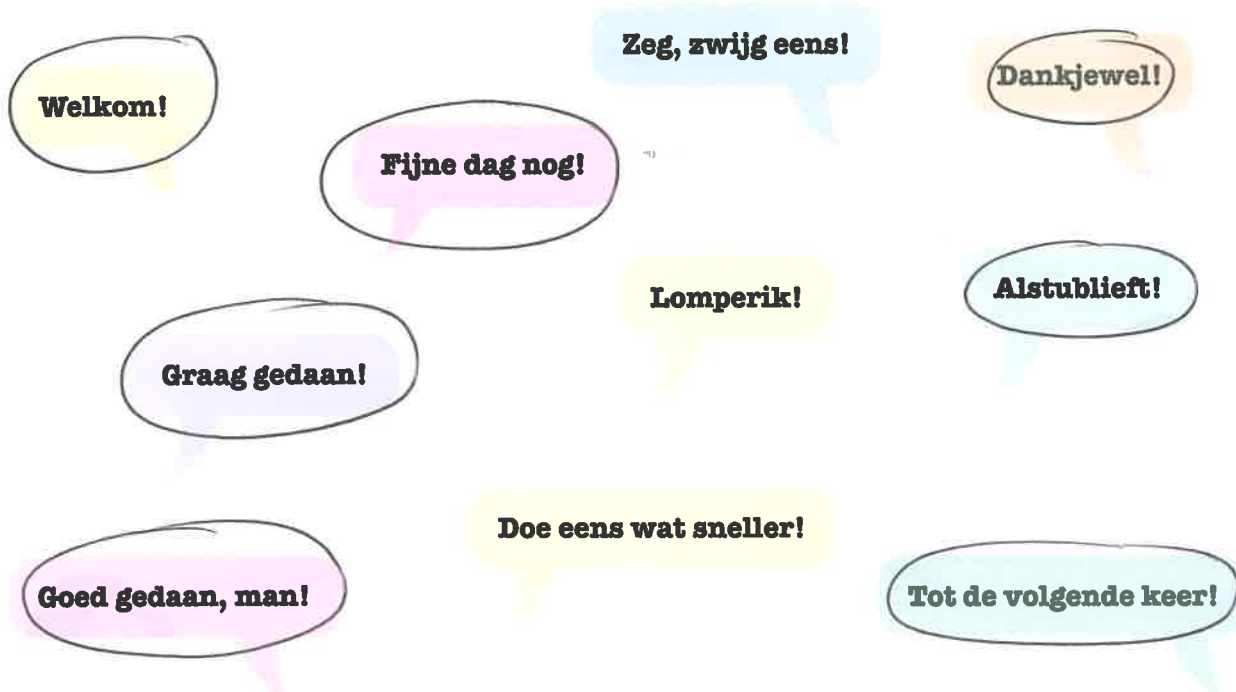 Zeg, zwijg eens!
Dankjewel!
Welkom!
Fijne dag nog!
Lomperik!
Alstublieft!
Graag gedaan!
Doe eens wat sneller!
Goed gedaan, man!
Tot de volgende keer!